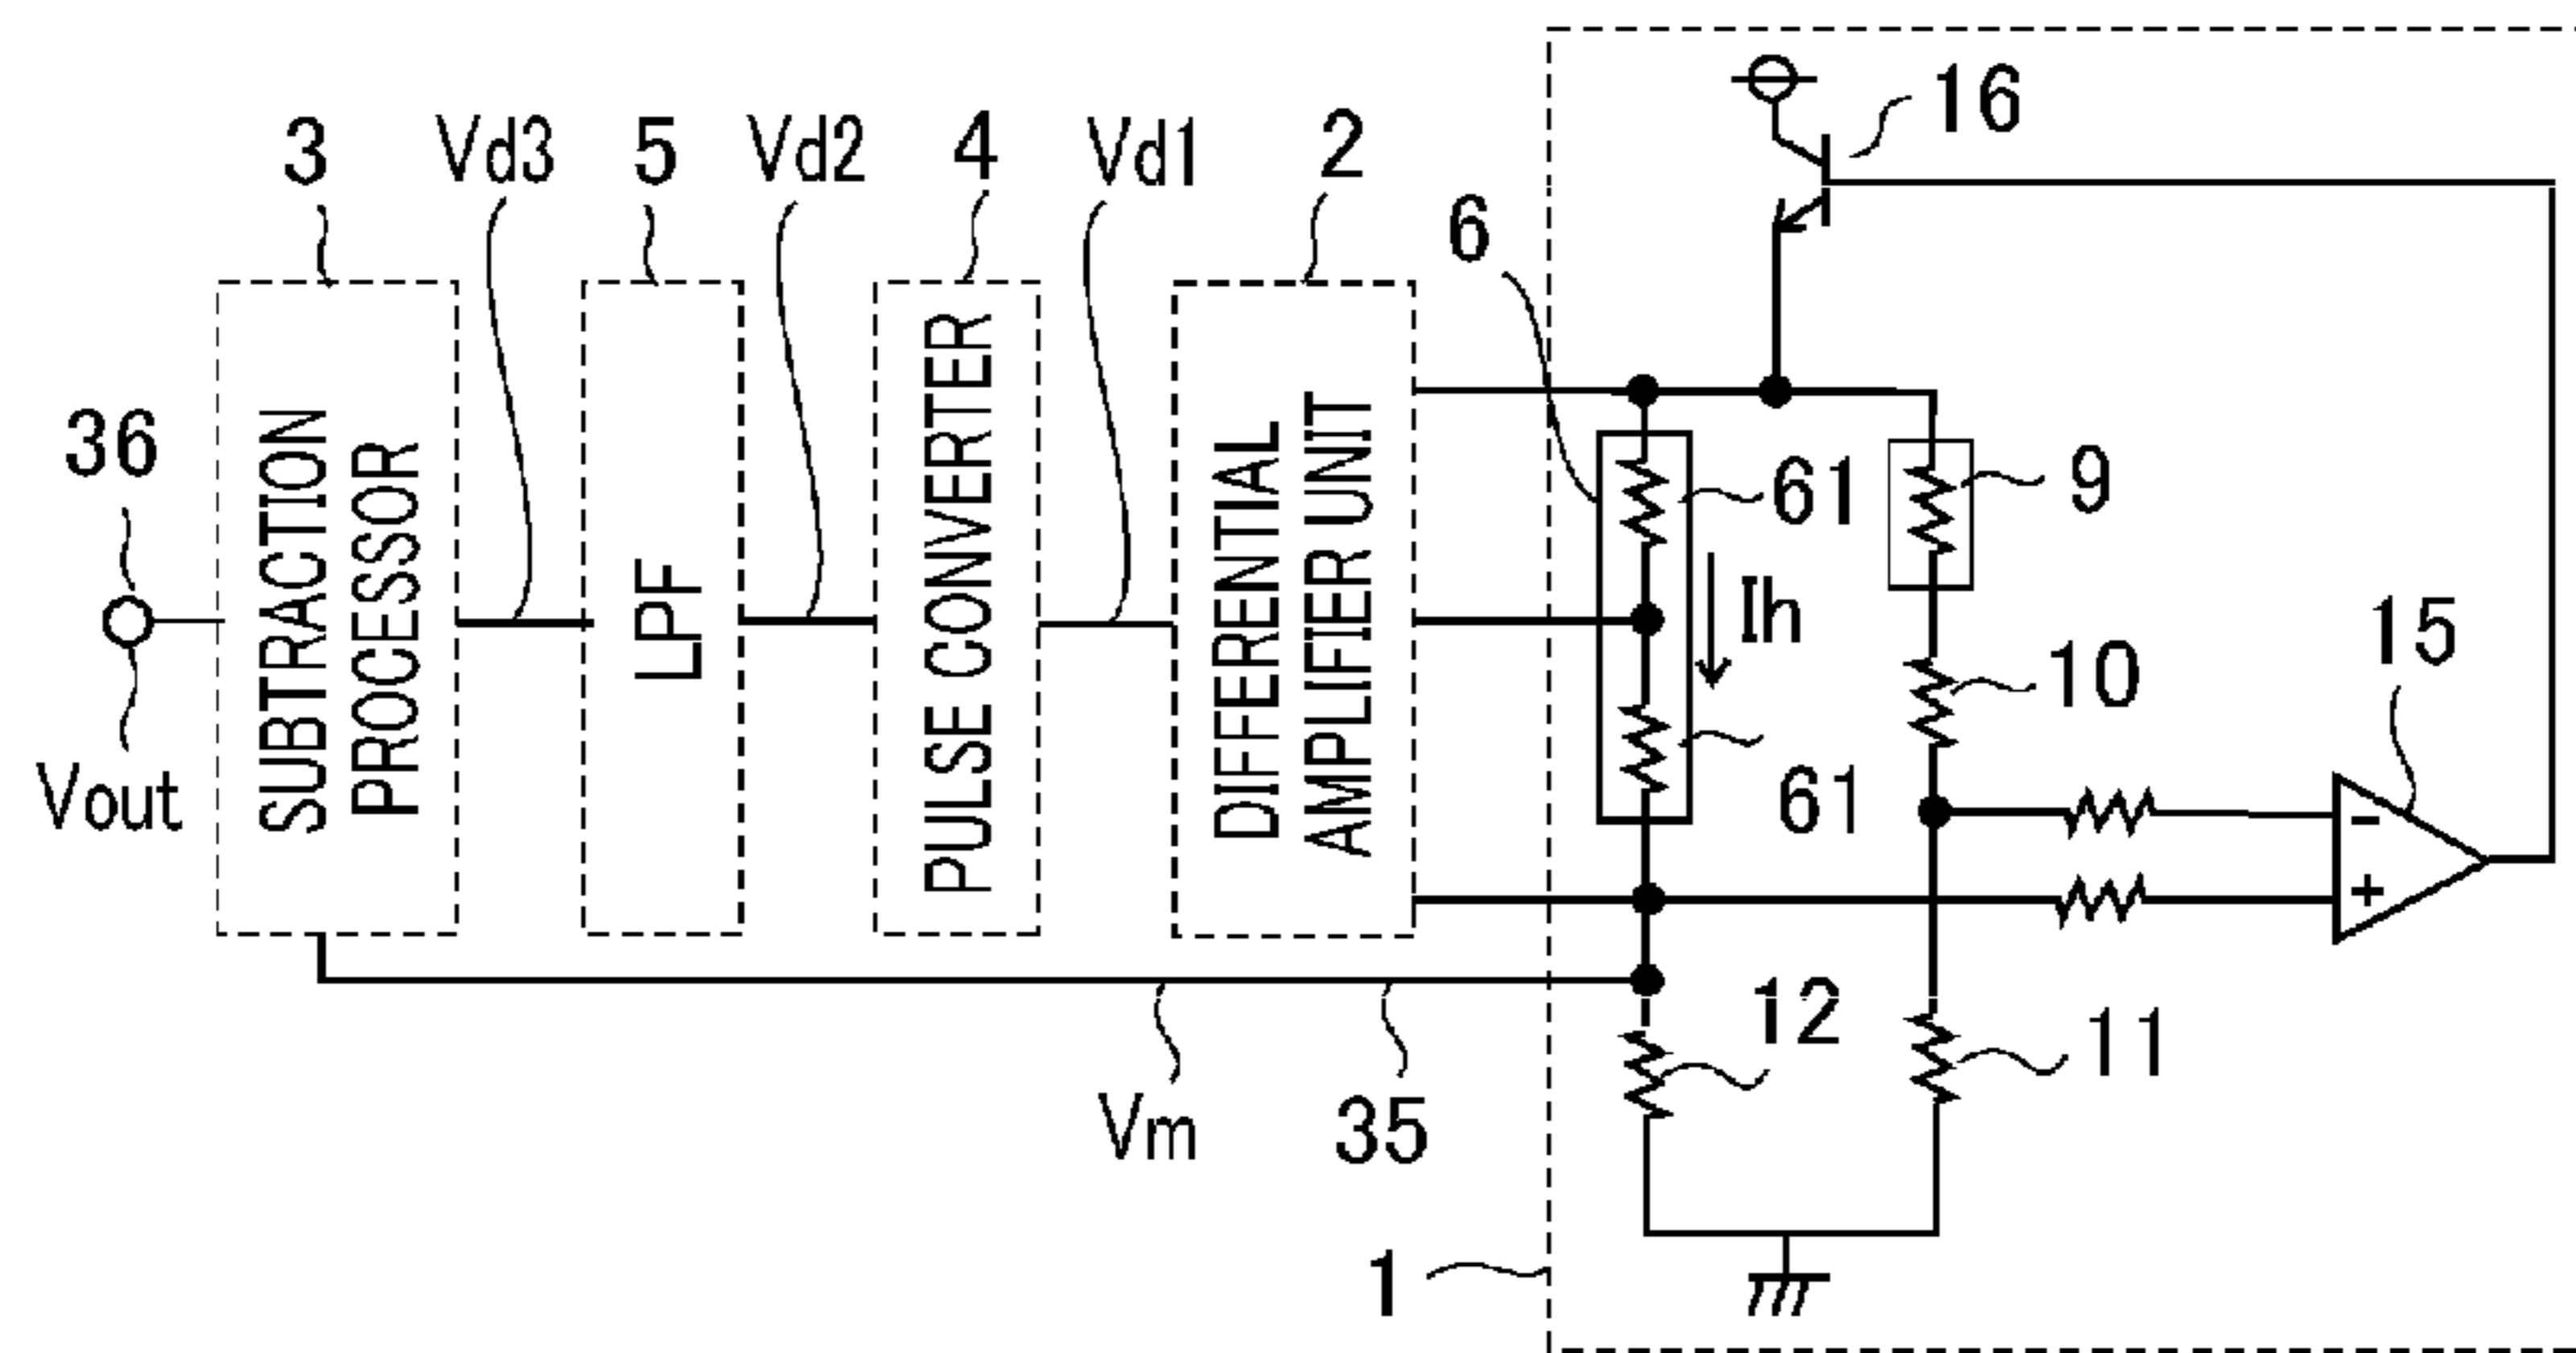 16
3
Vd3
5
Vd2
4
Vd1
2
6
36
SUBTRACTION
PROCESSOR
LPF
PULSE CONVERTER
DIFFERENTIAL
AMPLIFIER UNIT
61
9
Ih
10
15
Vout
61
-
+
12
11
Vm
35
1